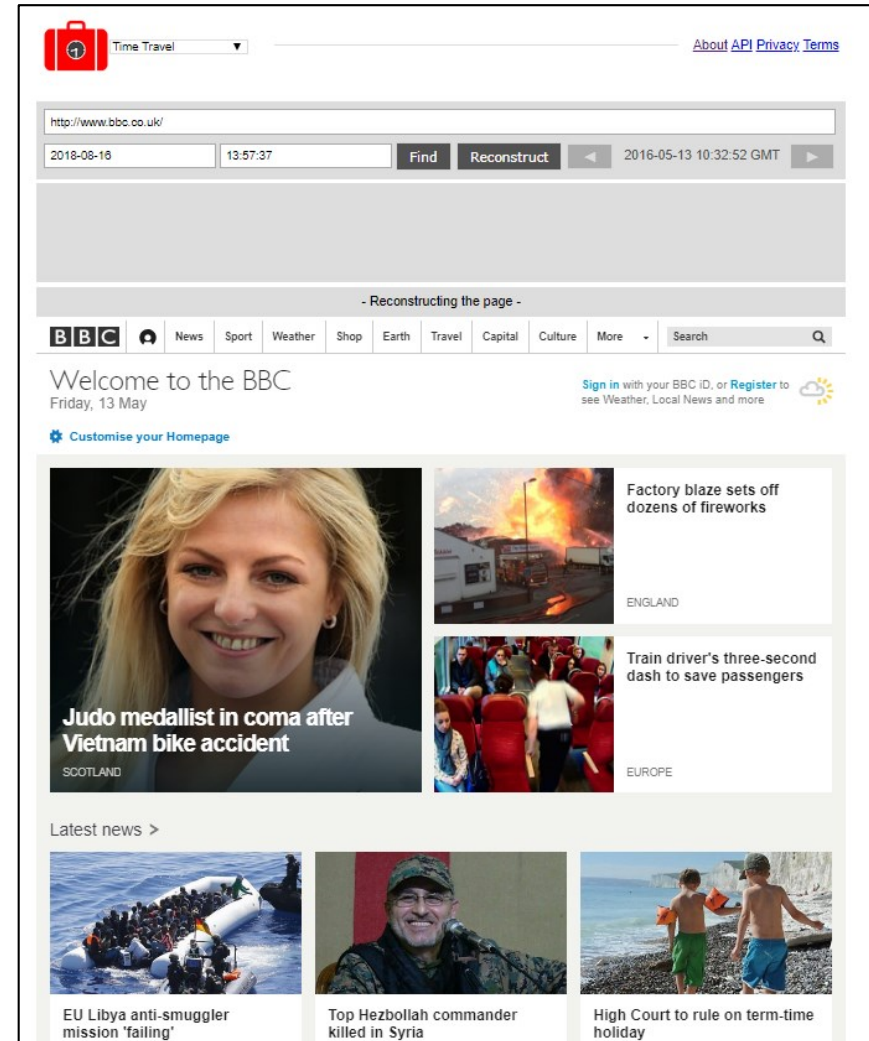 Time Travel
About API Privacy Terms
http://www.bbc.co.uk/
2018-08-16 13:57:37 Find Reconstruct 2016-05-13 10:32:52 GMT
- Reconstructing the page -
BBC News Sport Weather Shop Earth Travel Capital Culture More Search
Welcome to the BBC
Friday, 13 May
Sign in with your BBC iD, or Register to
see Weather, Local News and more
Customise your Homepage
Judo medallist in coma after
Vietnam bike accident
SCOTLAND
Factory blaze sets off
dozens of fireworks
ENGLAND
Train driver's three-second
dash to save passengers
EUROPE
Latest news >
EU Libya anti-smuggler
mission 'failing'
Top Hezbollah commander
killed in Syria
High Court to rule on term-time
holiday